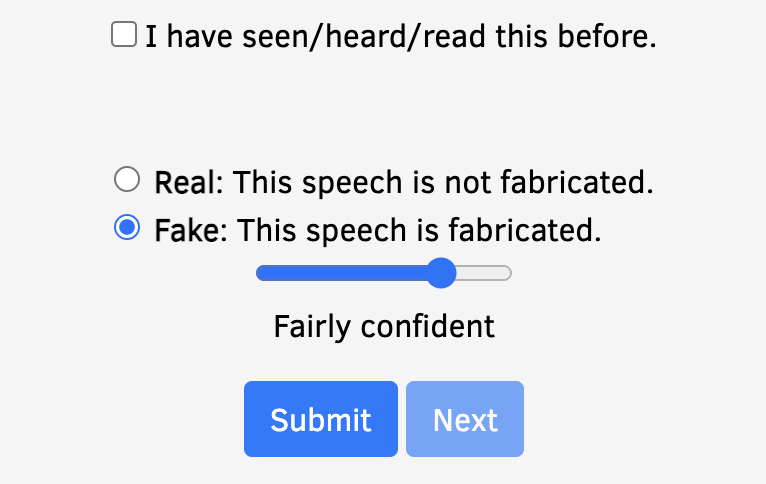 I have seen/heard/read this before.
Real: This speech is not fabricated.
Fake: This speech is fabricated.
Fairly confident
Submit Next